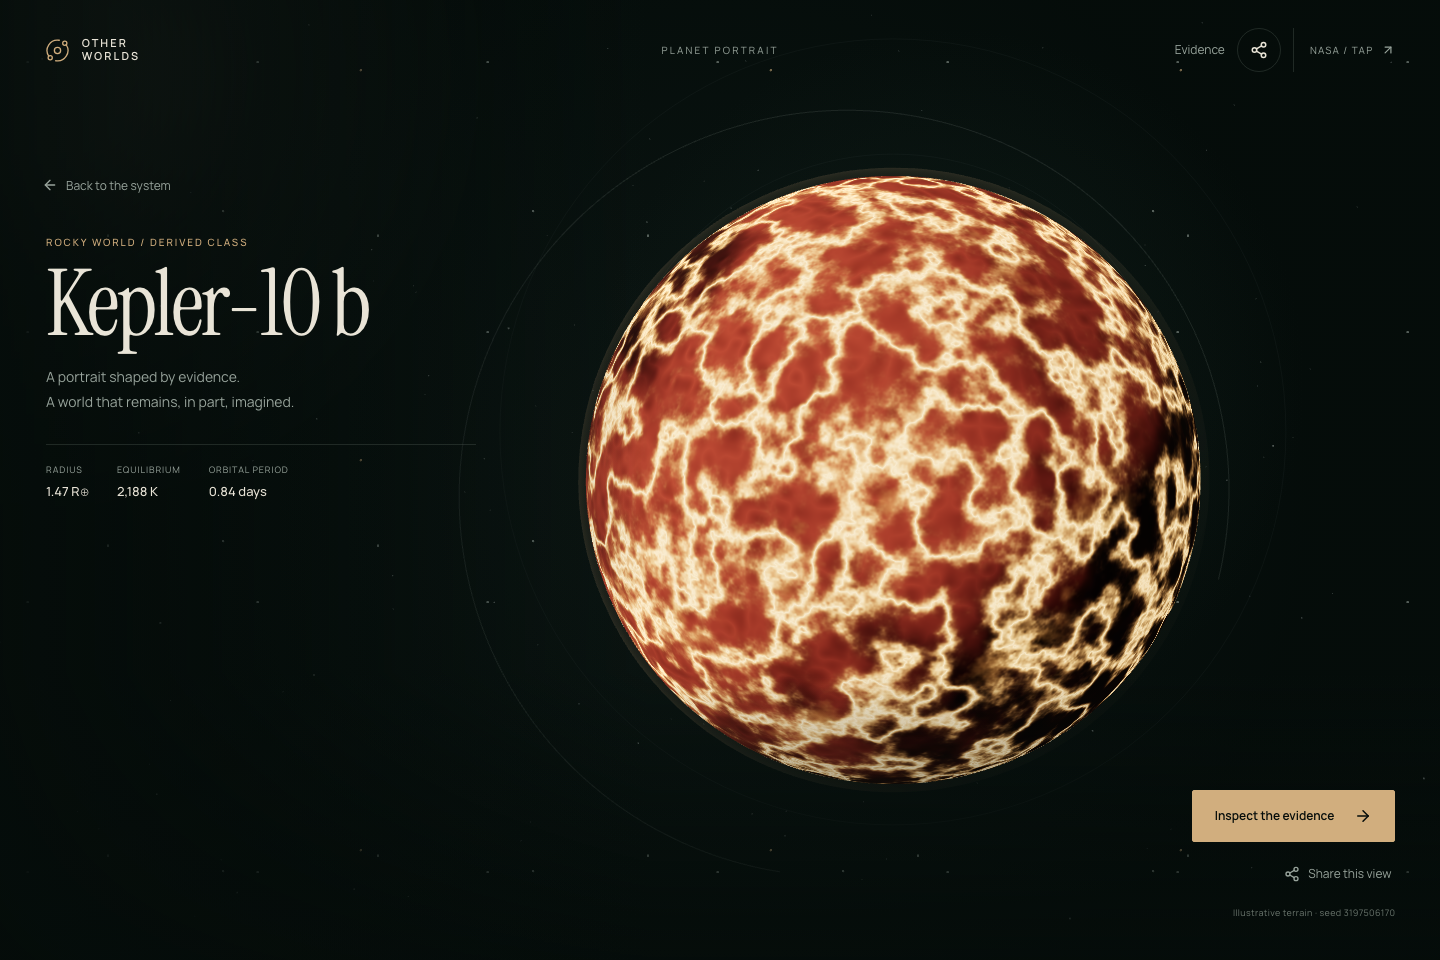 OTHER
WORLDS
PLANET PORTRAIT
Evidence
NASA / TAP
Back to the system
ROCKY WORLD / DERIVED CLASS
Kepler-10 b
A portrait shaped by evidence.
A world that remains, in part, imagined.
RADIUS EQUILIBRIUM ORBITAL PERIOD
1.47 R⊕ 2,188 K 0.84 days
Inspect the evidence
Share this view
Illustrative terrain · seed 3197506170